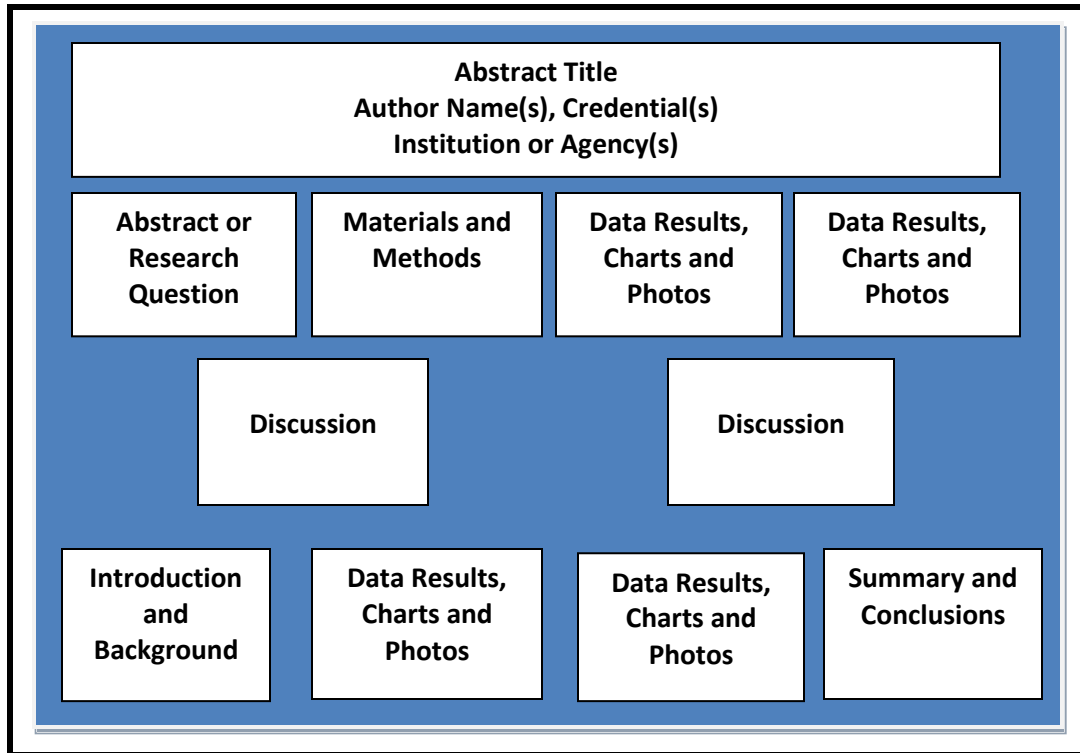 Abstract Title
Author Name(s), Credential(s)
Institution or Agency(s)
Abstract or
Research
Question
Materials and
Methods
Data Results,
Charts and
Photos
Data Results,
Charts and
Photos
Discussion
Discussion
Introduction
and
Background
Data Results,
Charts and
Photos
Data Results,
Charts and
Photos
Summary and
Conclusions